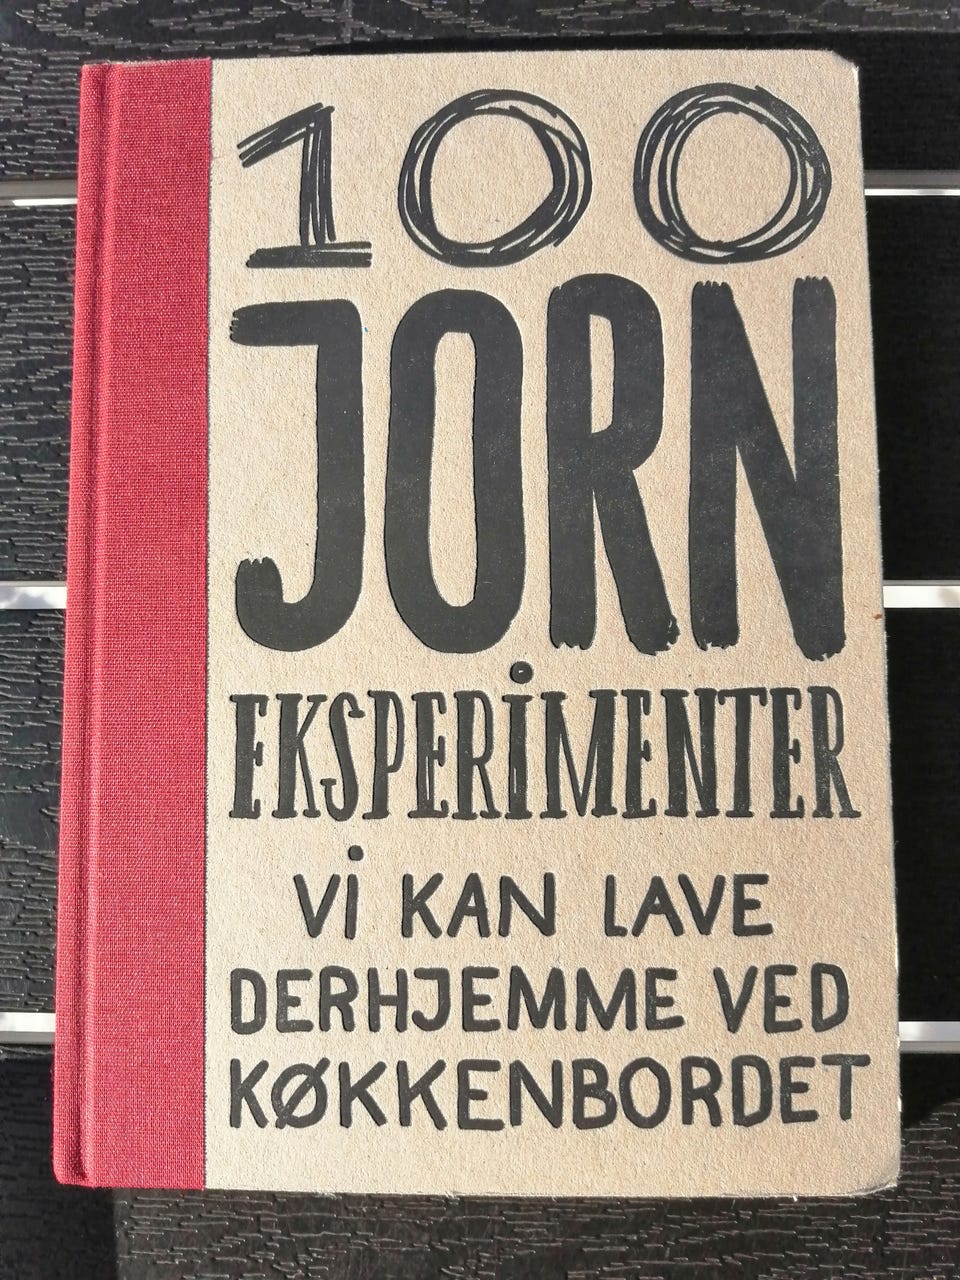 100
JORN
EKSPERiMENTER
Vi KAN LAVE
DERHJEMME VED
KØKKENBORDET